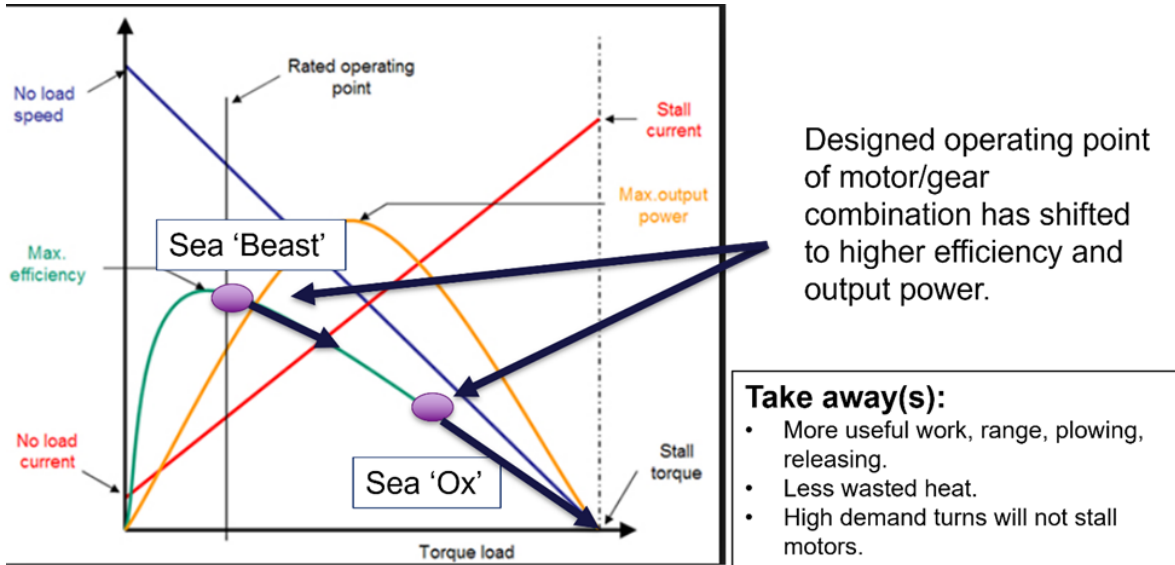 No load
speed
Rated operating
point
Stall
current
Max.output
power
Sea ‘Beast’
Max.
efficiency
No load
current
Sea ‘Ox’
Stall
torque
Torque load
Designed operating point
of motor/gear
combination has shifted
to higher efficiency and
output power.
Take away(s):
• More useful work, range, plowing,
releasing.
• Less wasted heat.
• High demand turns will not stall
motors.